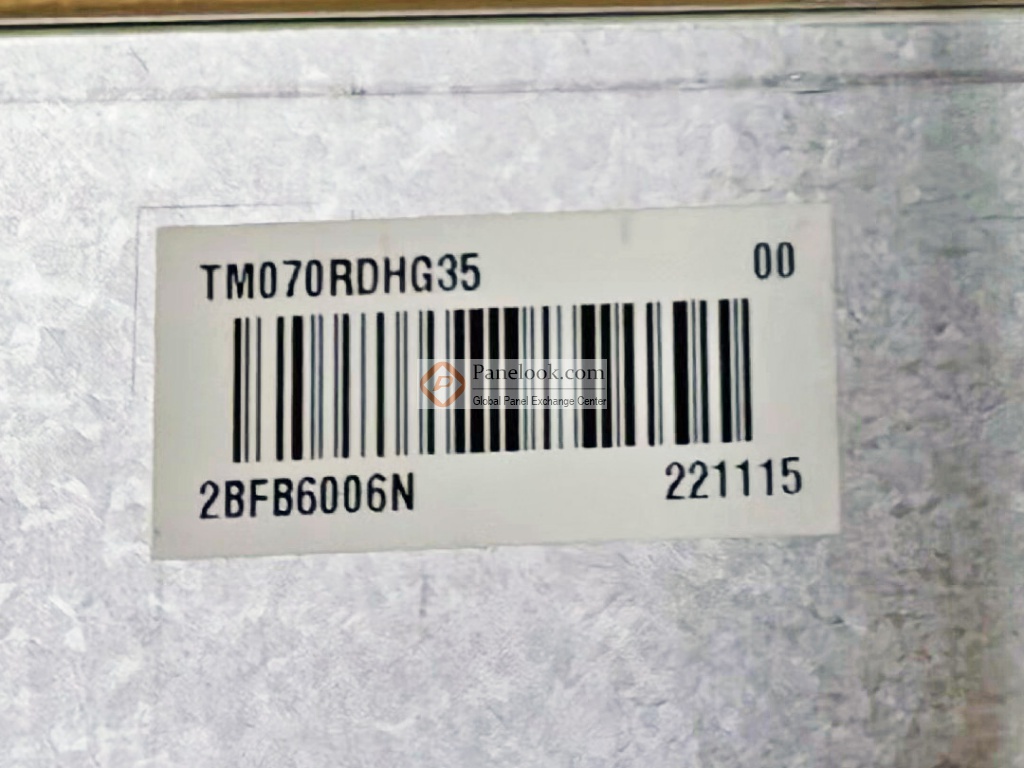 TM070RDHG35 00
Panelook.com
Global Panel Exchange Center
2BFB6006N 221115